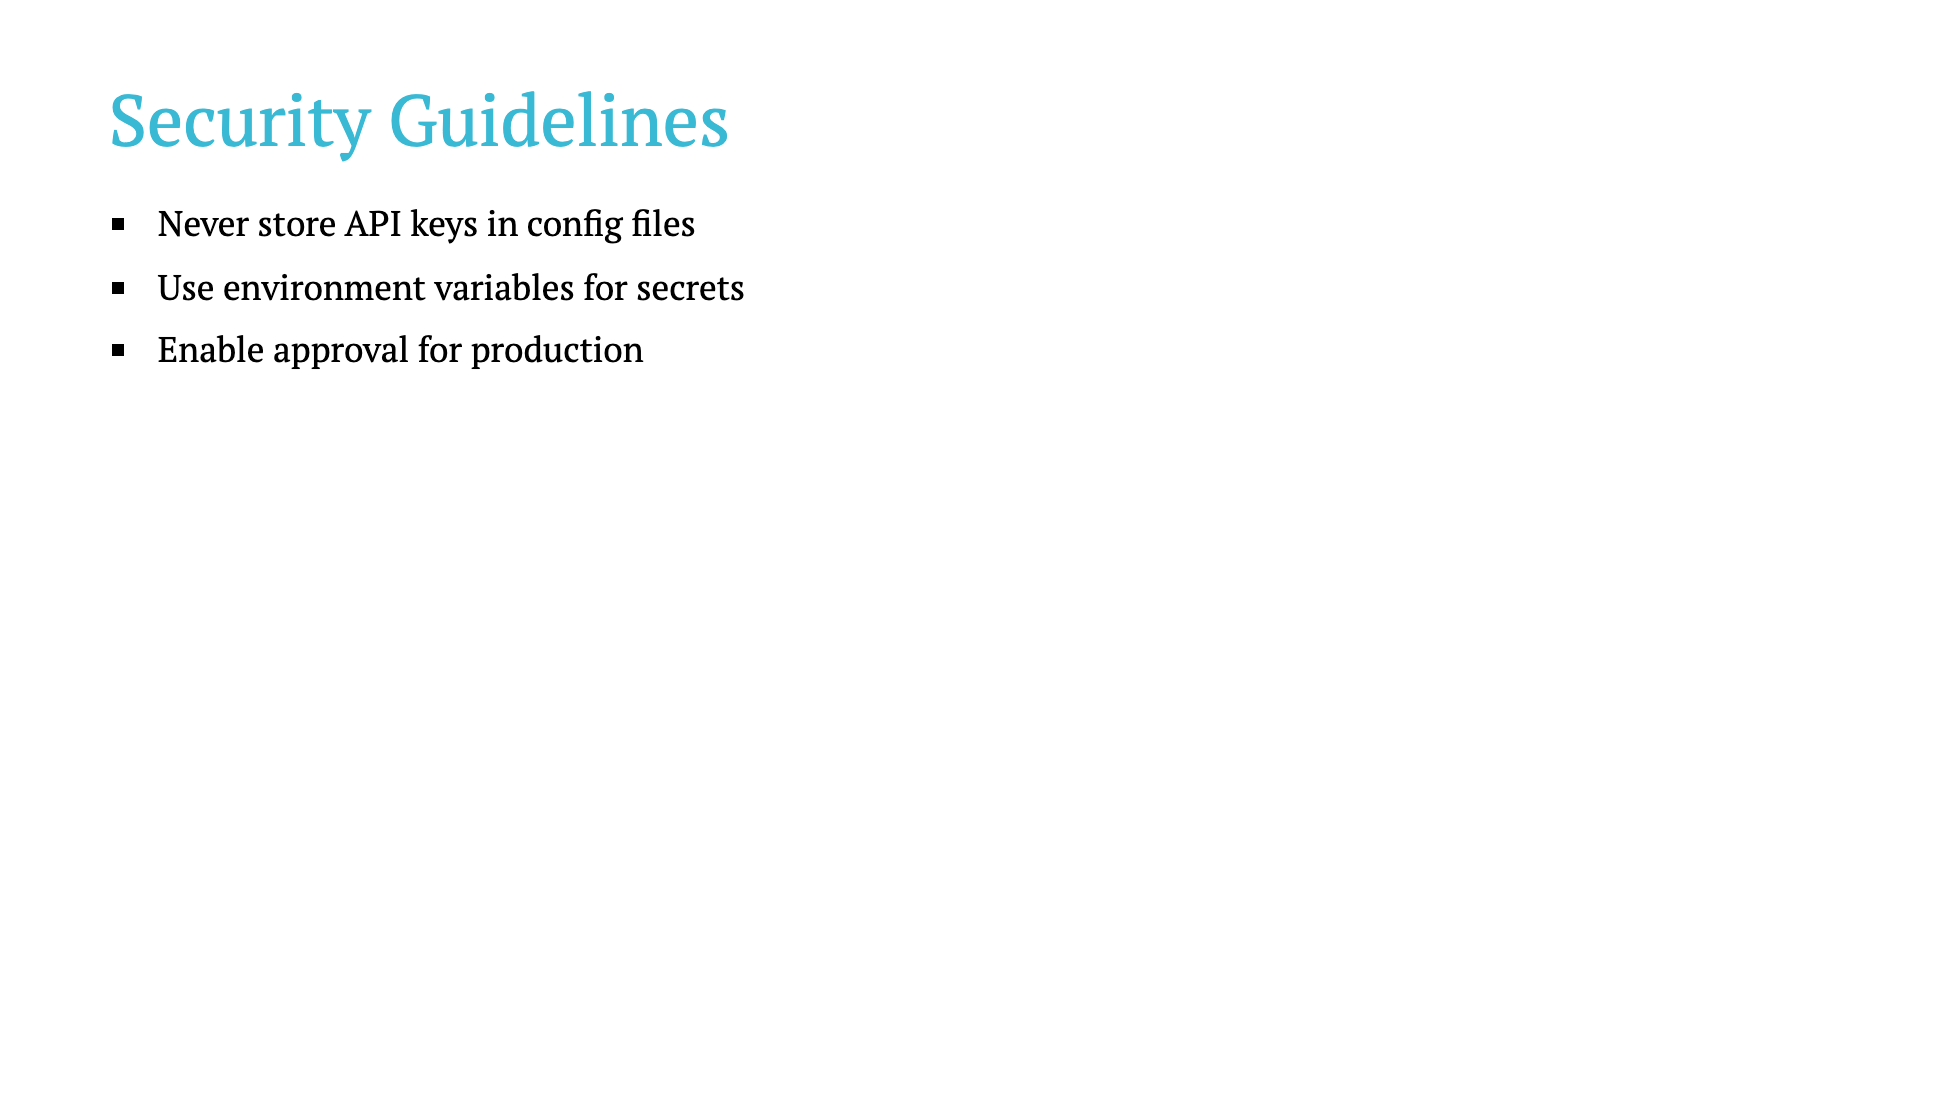 Security Guidelines
▪ Never store API keys in config files
▪ Use environment variables for secrets
▪ Enable approval for production